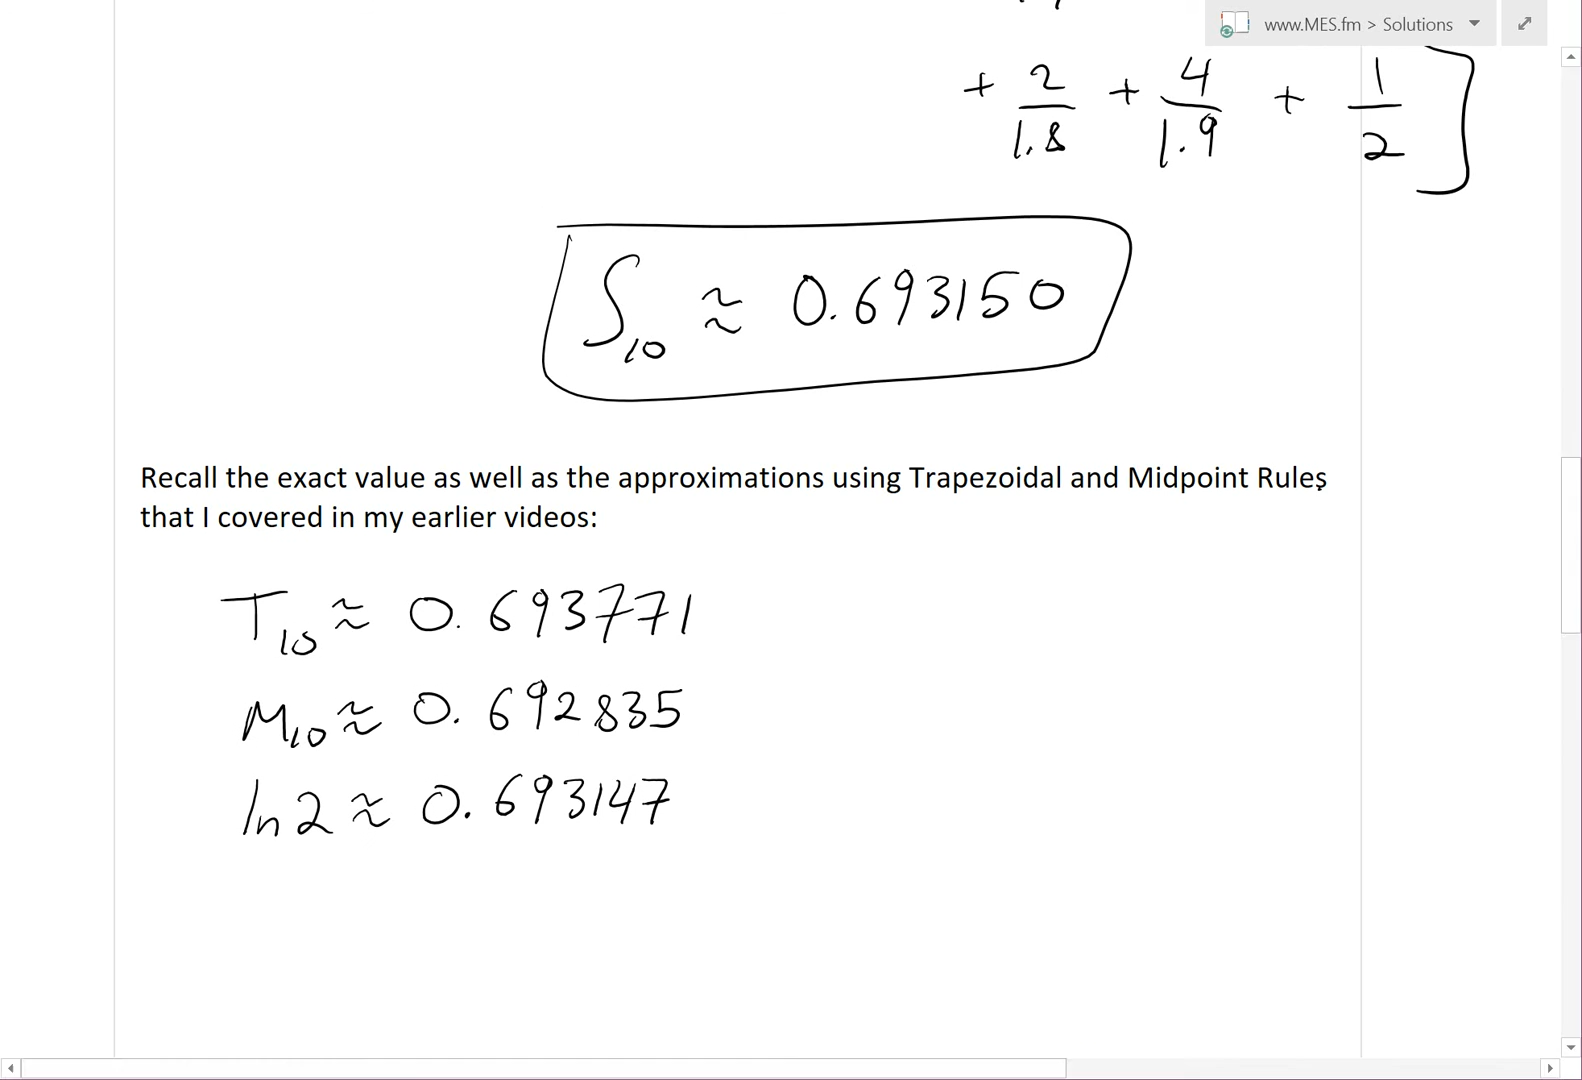 www.MES.fm > Solutions
+ 2/1.8 + 4/1.9 + 1/2 ]
S₁₀ ≈ 0.693150
Recall the exact value as well as the approximations using Trapezoidal and Midpoint Rules
that I covered in my earlier videos:
T₁₀ ≈ 0.693771
M₁₀ ≈ 0.692835
ln 2 ≈ 0.693147